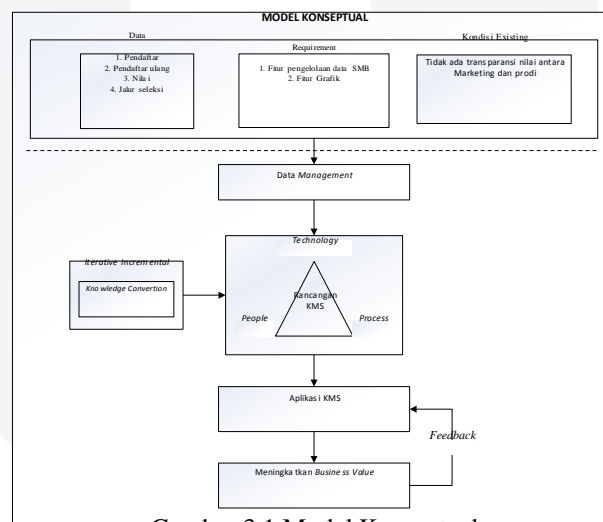 MODEL KONSEPTUAL
Data
1. Pendaftar
2. Pendaftar ulang
3. Nilai
4. Jalur seleksi
Requirement
1. Fitur pengelolaan data SMB
2. Fitur Grafik
Kondisi Existing
Tidak ada transparansi nilai antara
Marketing dan prodi
Data Management
Iterative Incremental
Knowledge Convertion
Technology
Rancangan
KMS
People
Process
Aplikasi KMS
Feedback
Meningkatkan Business Value
Gambar 3.1 Model Konseptual